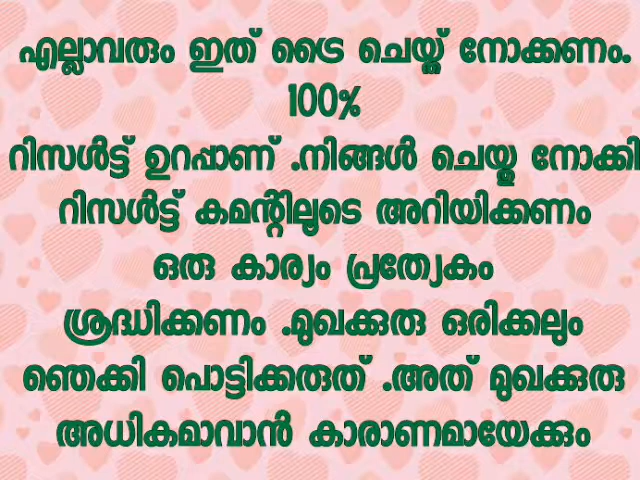 എല്ലാവരും ഇത് ട്രൈ ചെയ്ത് നോക്കണം.
100%
റിസൾട്ട് ഉറപ്പാണ് .നിങ്ങൾ ചെയ്തു നോക്കി
റിസൾട്ട് കമന്റിലൂടെ അറിയിക്കണം
ഒരു കാര്യം പ്രത്യേകം
ശ്രദ്ധിക്കണം .മുഖക്കുരു ഒരിക്കലും
ഞെക്കി പൊട്ടിക്കരുത് .അത് മുഖക്കുരു
അധികമാവാൻ കാരാണമായേക്കും